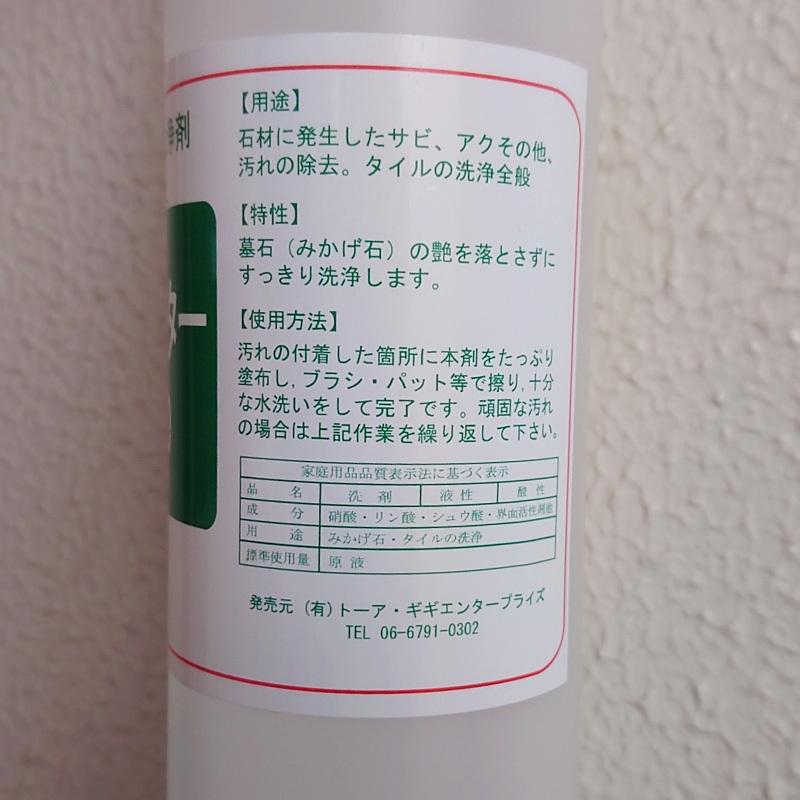 浄剤
ター
【用途】
石材に発生したサビ、アクその他、
汚れの除去。タイルの洗浄全般
【特性】
墓石（みかげ石）の艶を落とさずに
すっきり洗浄します。
【使用方法】
汚れの付着した箇所に本剤をたっぷり
塗布し,ブラシ・パット等で擦り,十分
な水洗いをして完了です。頑固な汚れ
の場合は上記作業を繰り返して下さい。
家庭用品品質表示法に基づく表示
品 名 洗 剤 液 性 酸 性
成 分 硝酸・リン酸・シュウ酸・界面活性剤他
用 途 みかげ石・タイルの洗浄
標準使用量 原 液
発売元 （有）トーア・ギギエンタープライズ
TEL 06-6791-0302